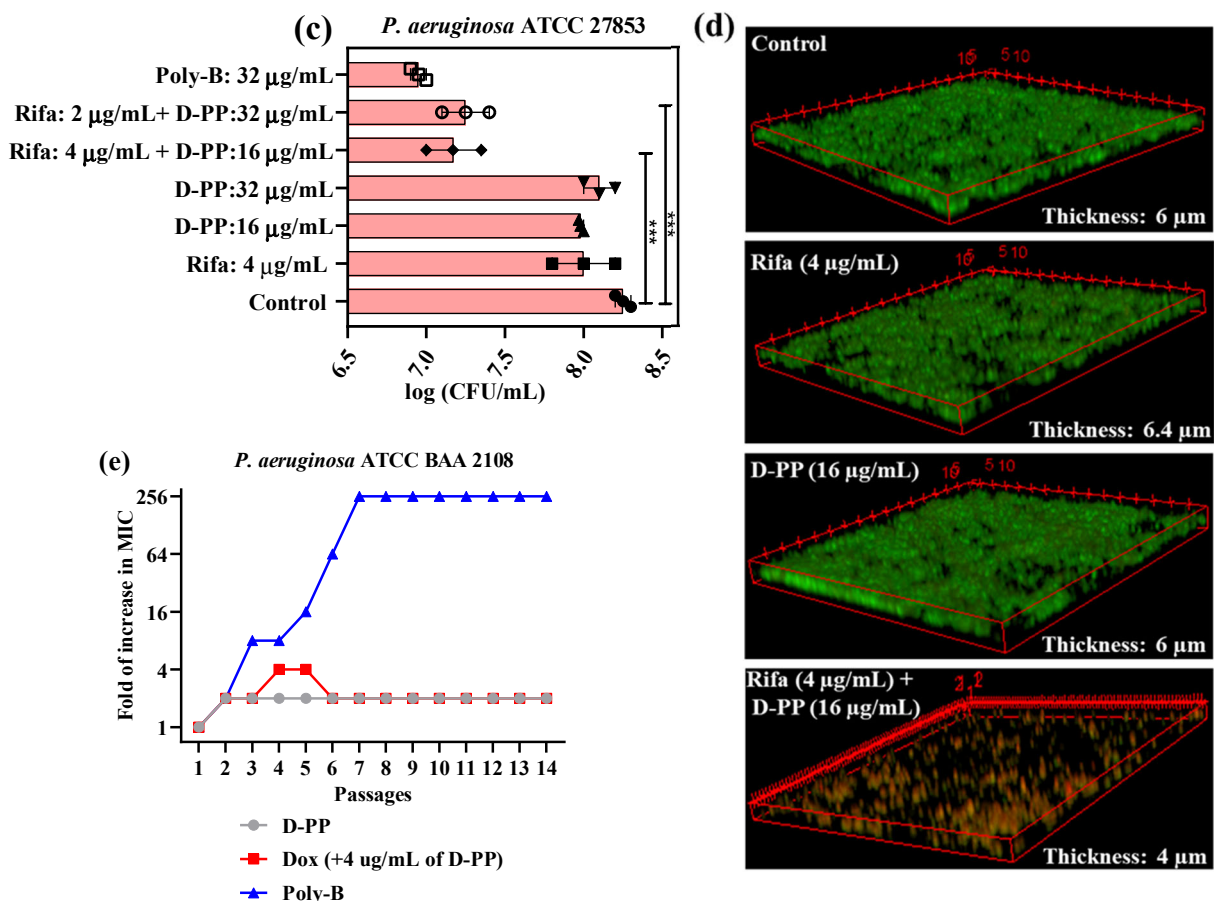 (c)
P. aeruginosa ATCC 27853
Poly-B: 32 μg/mL
Rifa: 2 μg/mL+ D-PP:32 μg/mL
Rifa: 4 μg/mL + D-PP:16 μg/mL
D-PP:32 μg/mL
D-PP:16 μg/mL
Rifa: 4 μg/mL
Control
***
***
6.5
7.0
7.5
8.0
8.5
log (CFU/mL)
(d)
Control
5 10
Thickness: 6 μm
Rifa (4 μg/mL)
5 10
Thickness: 6.4 μm
D-PP (16 μg/mL)
5 10
Thickness: 6 μm
Rifa (4 μg/mL) +
D-PP (16 μg/mL)
Thickness: 4 μm
(e)
P. aeruginosa ATCC BAA 2108
Fold of increase in MIC
256
64
16
4
1
1 2 3 4 5 6 7 8 9 10 11 12 13 14
Passages
D-PP
Dox (+4 ug/mL of D-PP)
Poly-B